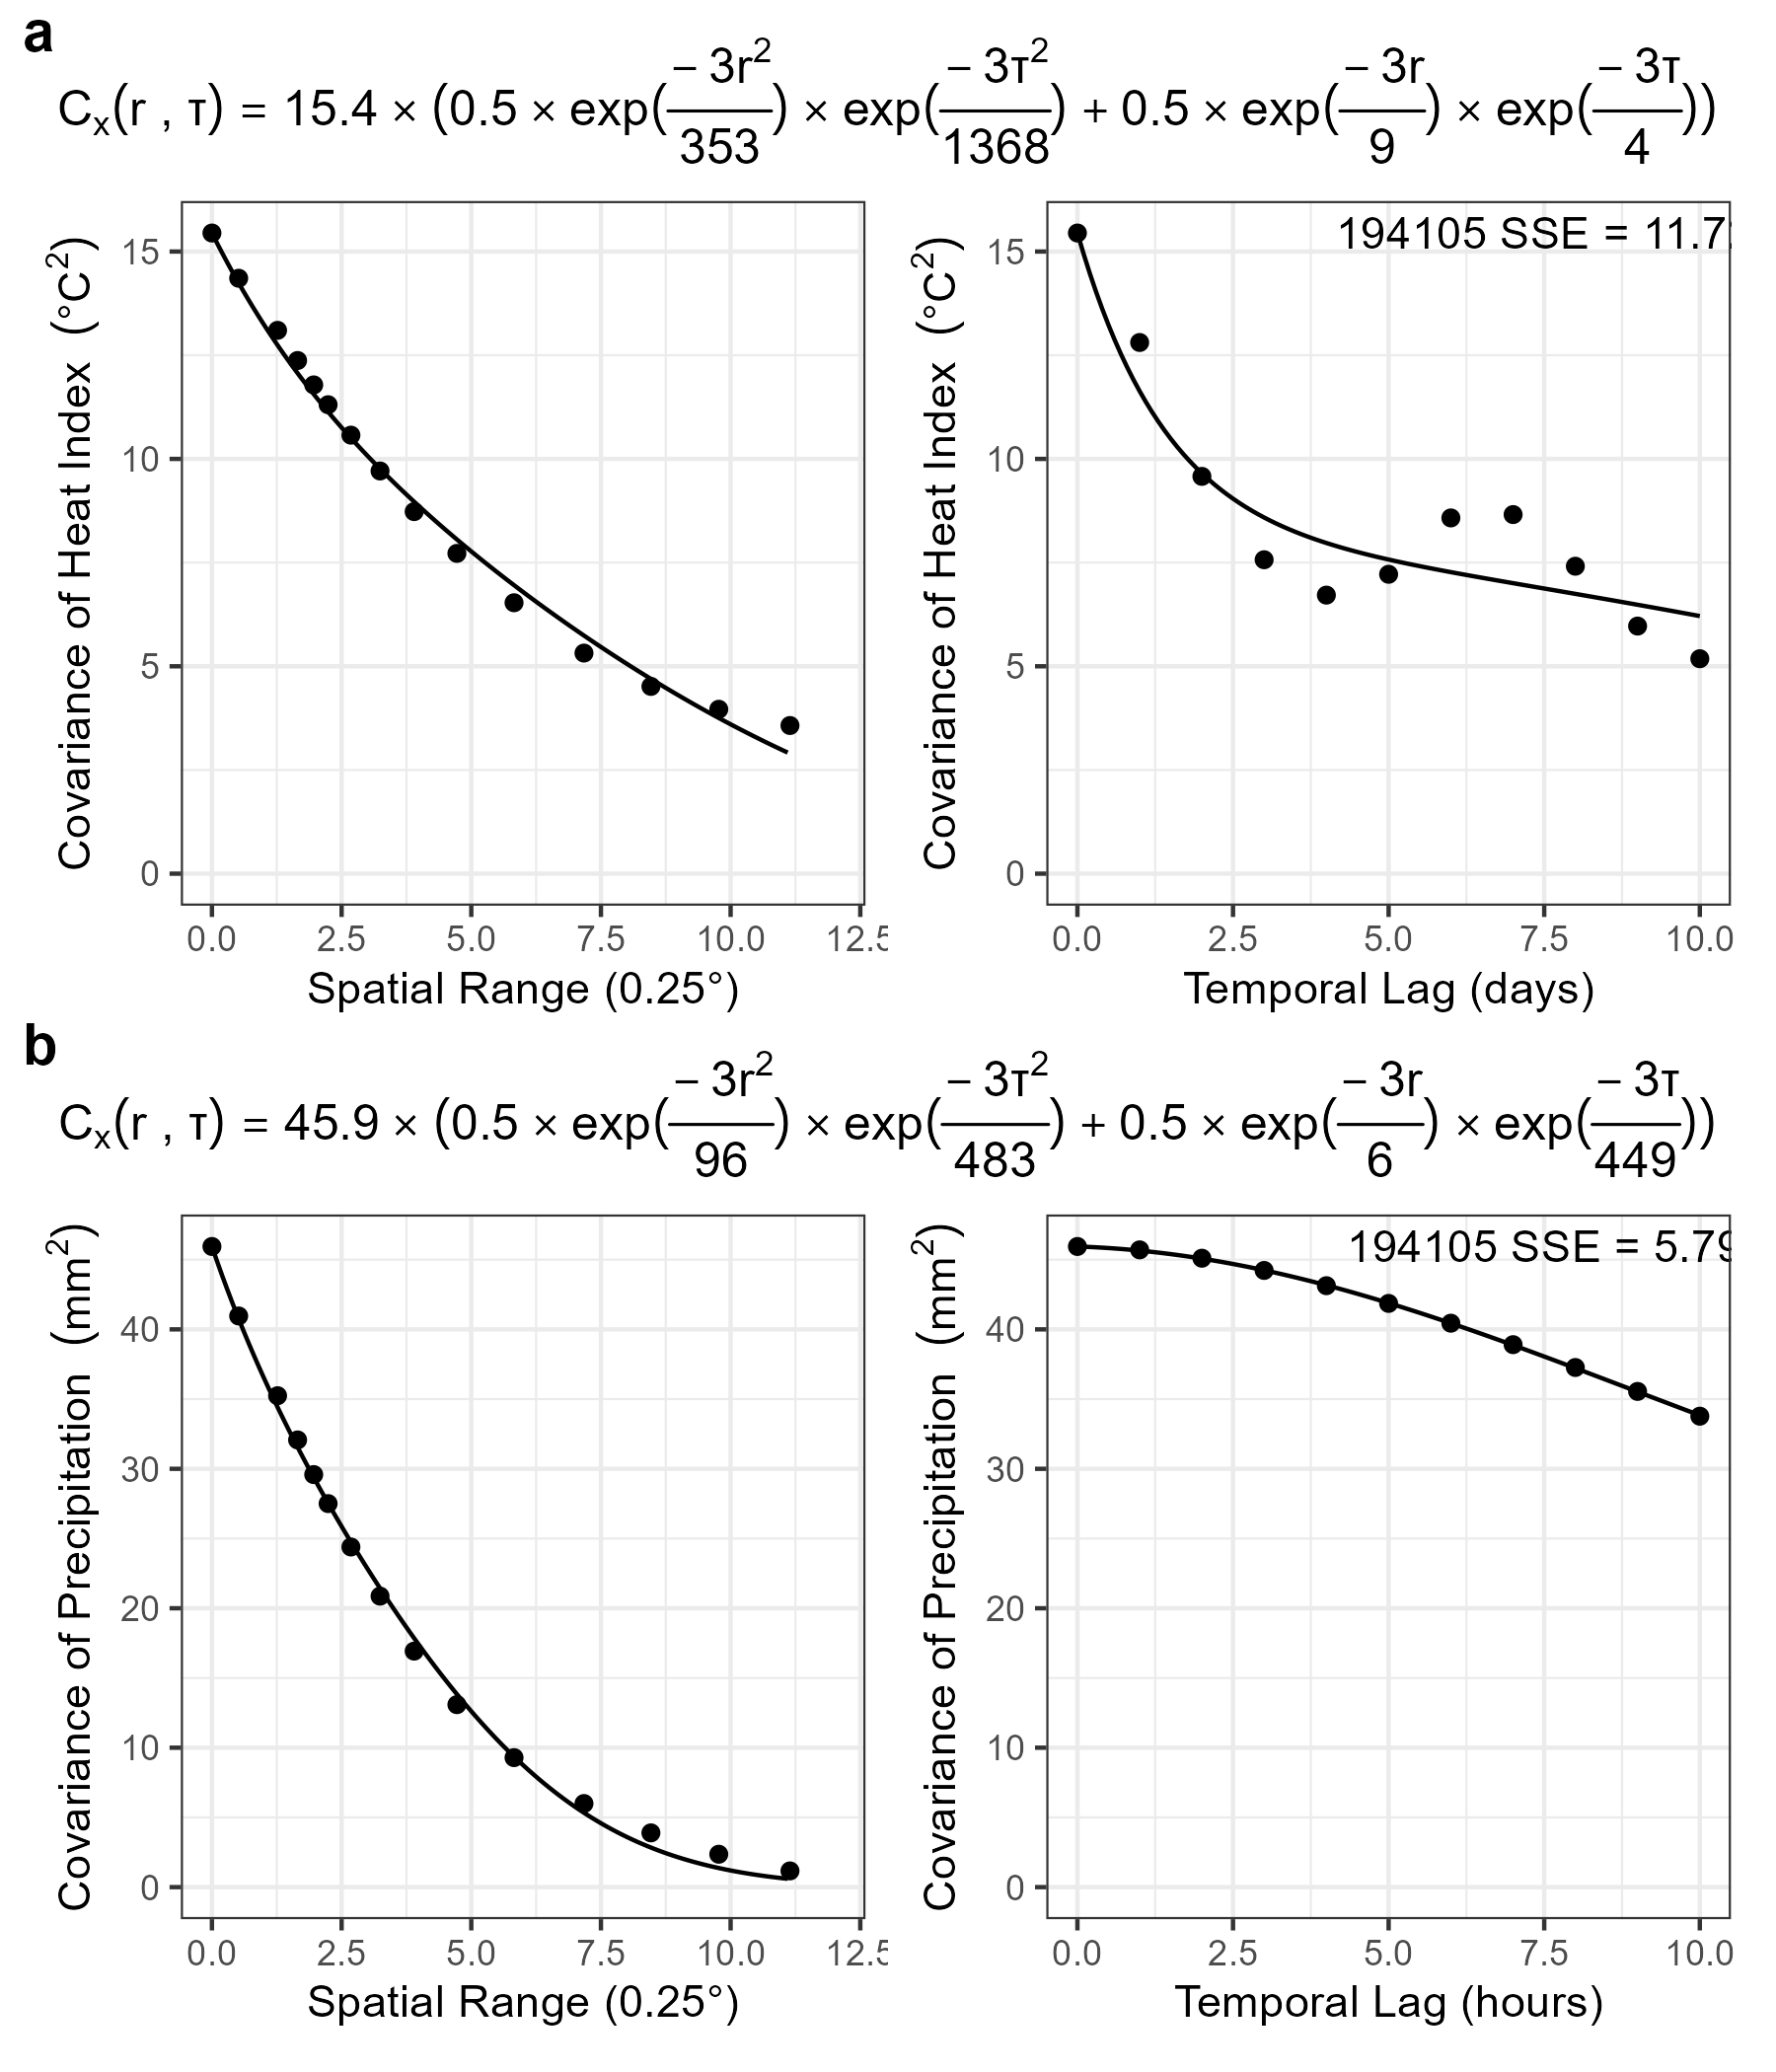 a
Cₓ(r , τ) = 15.4 × (0.5 × exp(− 3r² / 353) × exp(− 3τ² / 1368) + 0.5 × exp(− 3r / 9) × exp(− 3τ / 4))
Covariance of Heat Index (°C²)
15
10
5
0
0.0 2.5 5.0 7.5 10.0 12.5
Spatial Range (0.25°)
194105 SSE = 11.7
Covariance of Heat Index (°C²)
15
10
5
0
0.0 2.5 5.0 7.5 10.0
Temporal Lag (days)
b
Cₓ(r , τ) = 45.9 × (0.5 × exp(− 3r² / 96) × exp(− 3τ² / 483) + 0.5 × exp(− 3r / 6) × exp(− 3τ / 449))
Covariance of Precipitation (mm²)
40
30
20
10
0
0.0 2.5 5.0 7.5 10.0 12.5
Spatial Range (0.25°)
194105 SSE = 5.79
Covariance of Precipitation (mm²)
40
30
20
10
0
0.0 2.5 5.0 7.5 10.0
Temporal Lag (hours)